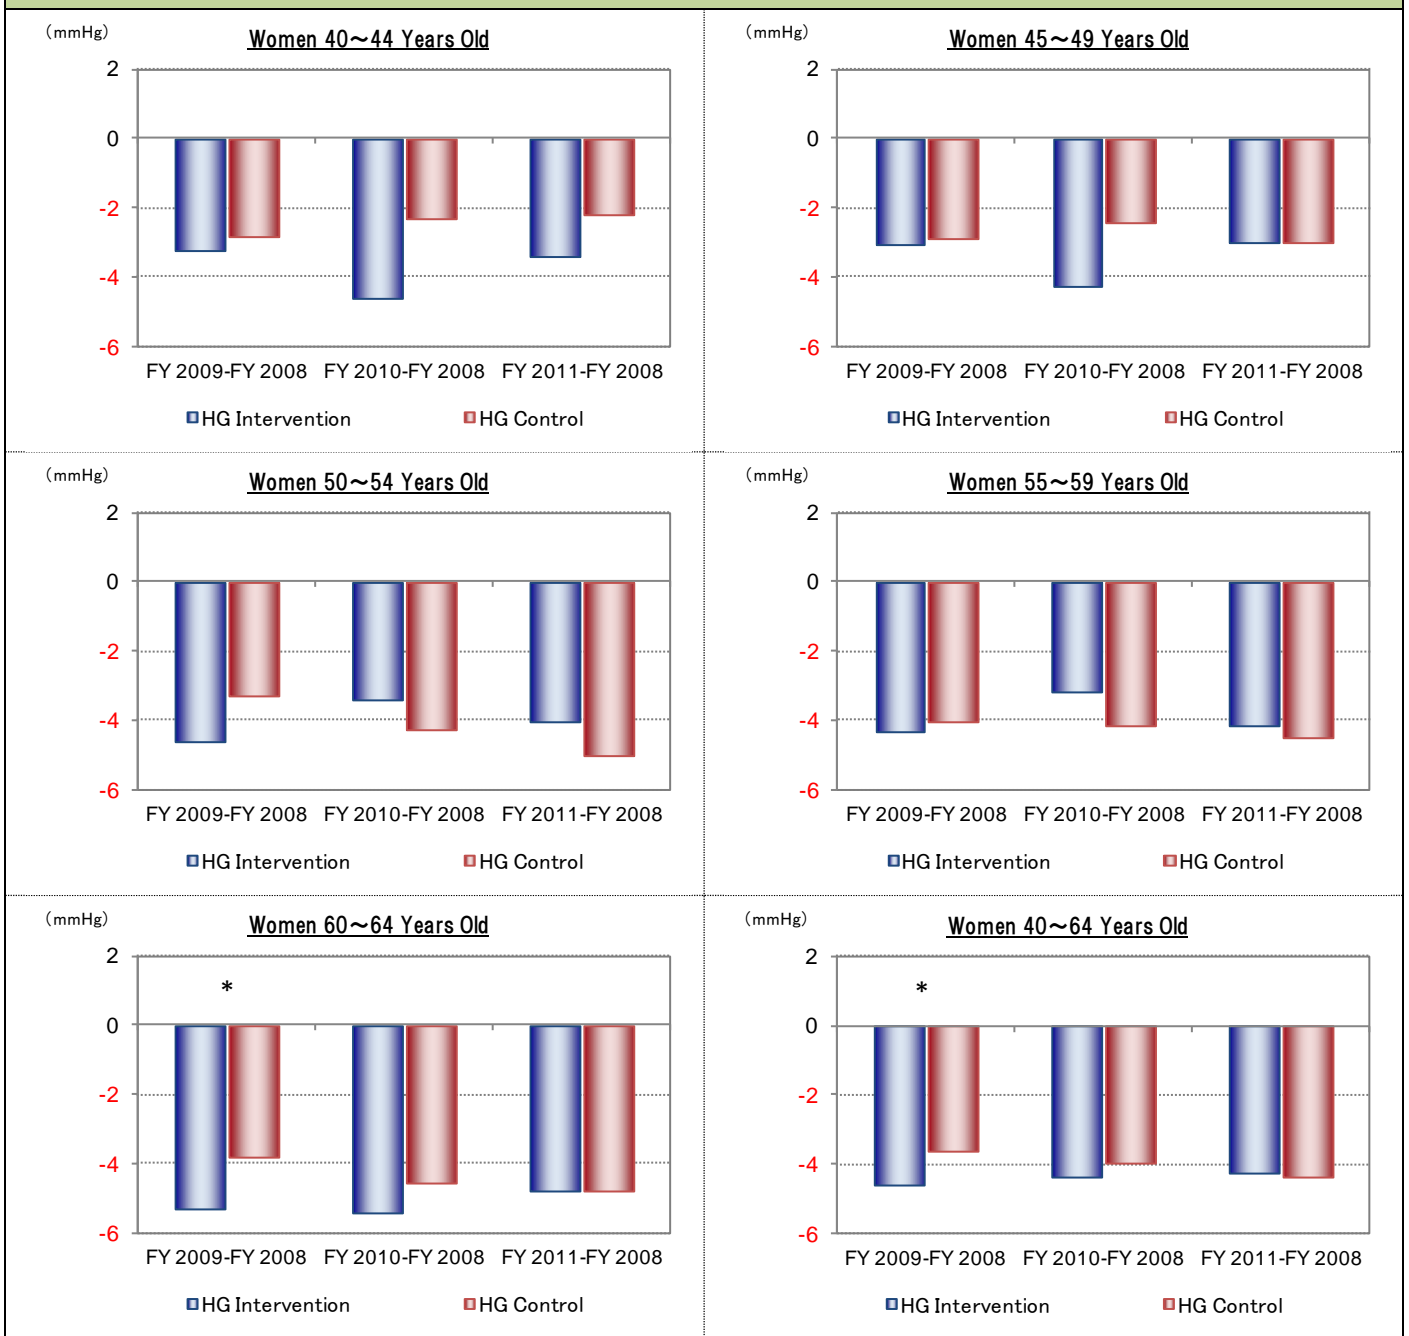 (mmHg)
Women 40～44 Years Old
2
0
-2
-4
-6
FY 2009-FY 2008 FY 2010-FY 2008 FY 2011-FY 2008
HG Intervention HG Control
(mmHg)
Women 45～49 Years Old
2
0
-2
-4
-6
FY 2009-FY 2008 FY 2010-FY 2008 FY 2011-FY 2008
HG Intervention HG Control
(mmHg)
Women 50～54 Years Old
2
0
-2
-4
-6
FY 2009-FY 2008 FY 2010-FY 2008 FY 2011-FY 2008
HG Intervention HG Control
(mmHg)
Women 55～59 Years Old
2
0
-2
-4
-6
FY 2009-FY 2008 FY 2010-FY 2008 FY 2011-FY 2008
HG Intervention HG Control
(mmHg)
Women 60～64 Years Old
2
*
0
-2
-4
-6
FY 2009-FY 2008 FY 2010-FY 2008 FY 2011-FY 2008
HG Intervention HG Control
(mmHg)
Women 40～64 Years Old
2
*
0
-2
-4
-6
FY 2009-FY 2008 FY 2010-FY 2008 FY 2011-FY 2008
HG Intervention HG Control